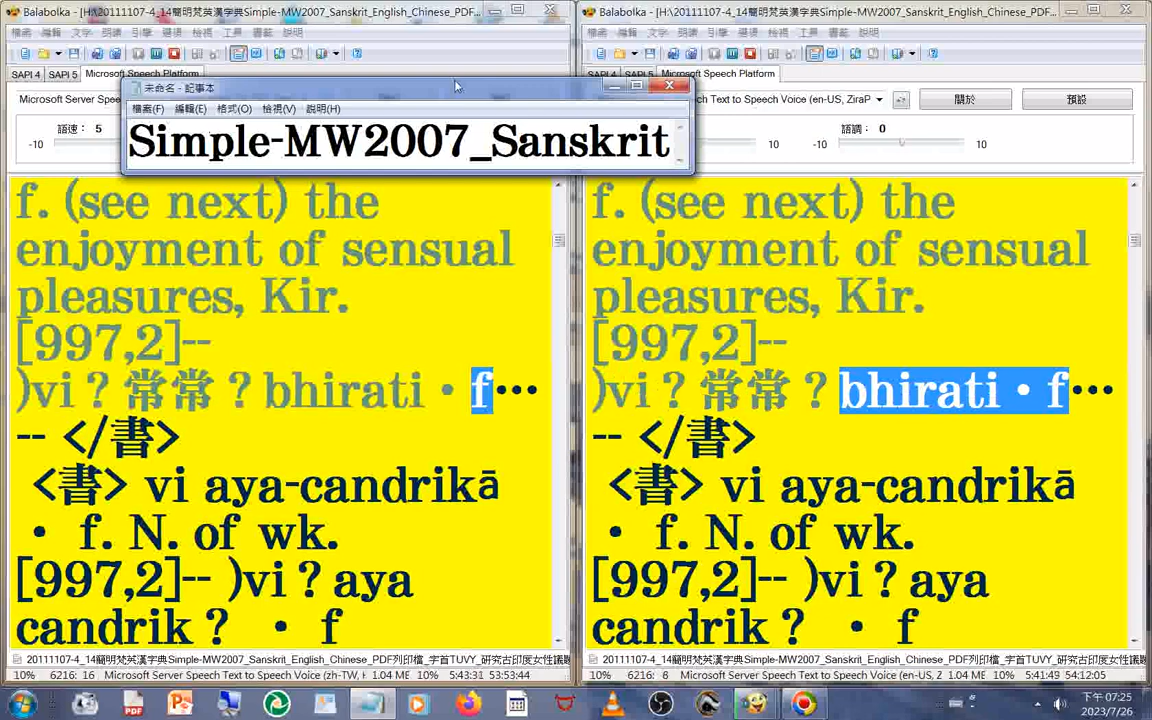 Balabolka - [H:\20111107-4_14簡明梵英漢字典Simple-MW2007_Sanskrit_English_Chinese_PDF...
Balabolka - [H:\20111107-4_14簡明梵英漢字典Simple-MW2007_Sanskrit_English_Chinese_PDF...
SAPI 4 SAPI 5 Microsoft Speech Platform
Microsoft Speech Platform
未命名 - 記事本
檔案(F) 編輯(E) 格式(O) 檢視(V) 說明(H)
Simple-MW2007_Sanskrit
Microsoft Server Speech
ch Text to Speech Voice (en-US, ZiraP
關於
預設
語速： 5
語調： 0
-10
10
-10
10
f. (see next) the
enjoyment of sensual
pleasures, Kir.
[997,2]--
)vi？常常？bhirati・f…
-- </書>
<書> vi aya-candrikā
・ f. N. of wk.
[997,2]-- )vi？aya
candrik？ ・ f
f. (see next) the
enjoyment of sensual
pleasures, Kir.
[997,2]--
)vi？常常？bhirati・f…
-- </書>
<書> vi aya-candrikā
・ f. N. of wk.
[997,2]-- )vi？aya
candrik？ ・ f
20111107-4_14簡明梵英漢字典Simple-MW2007_Sanskrit_English_Chinese_PDF列印檔_字首TUVY_研究古印度女性議題
20111107-4_14簡明梵英漢字典Simple-MW2007_Sanskrit_English_Chinese_PDF列印檔_字首TUVY_研究古印度女性議題
10% 6216: 16 Microsoft Server Speech Text to Speech Voice (zh-TW, H 1.04 MB 10% 5:43:31 53:53:44
10% 6216: 8 Microsoft Server Speech Text to Speech Voice (en-US, Z 1.04 MB 10% 5:41:49 54:12:05
下午 07:25
2023/7/26